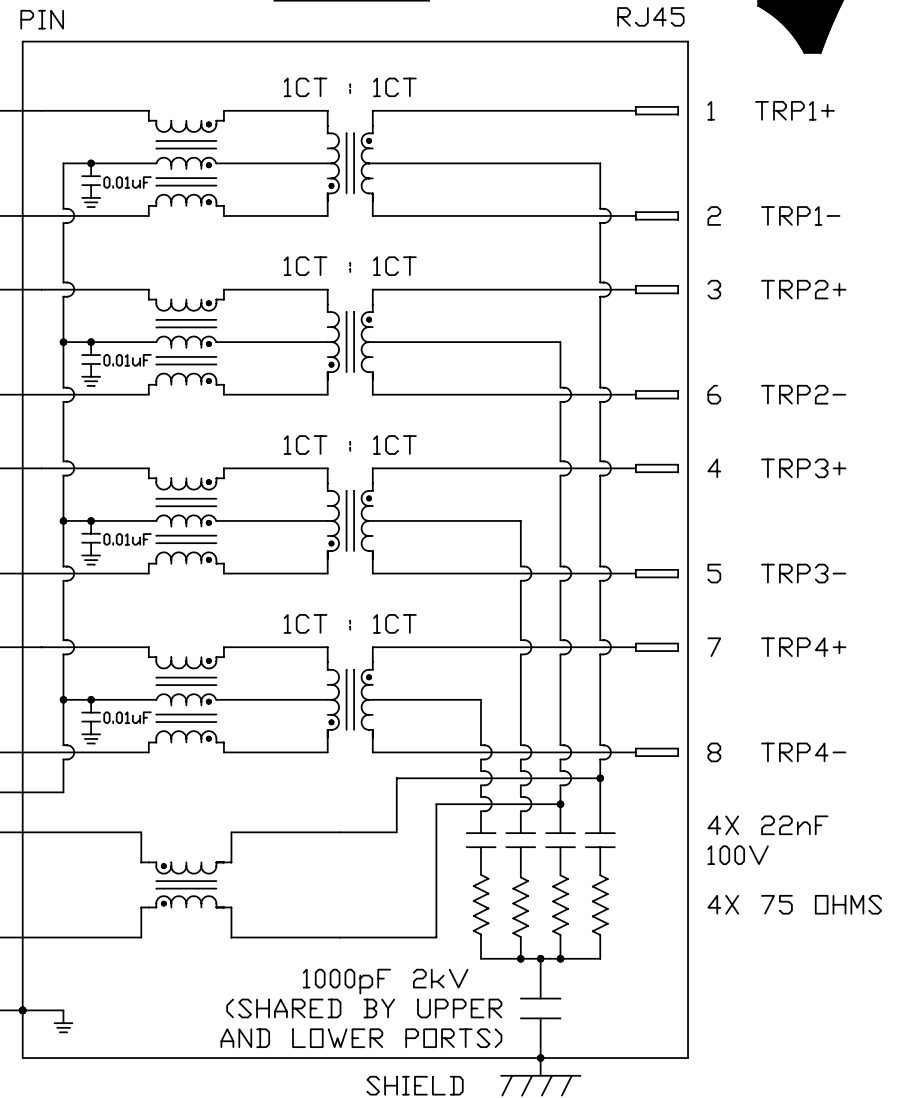 PIN RJ45
1CT : 1CT
1 TRP1+
0.01uF
2 TRP1-
1CT : 1CT
3 TRP2+
0.01uF
6 TRP2-
1CT : 1CT
4 TRP3+
0.01uF
5 TRP3-
1CT : 1CT
7 TRP4+
0.01uF
8 TRP4-
4X 22nF
100V
4X 75 OHMS
1000pF 2kV
(SHARED BY UPPER
AND LOWER PORTS)
SHIELD